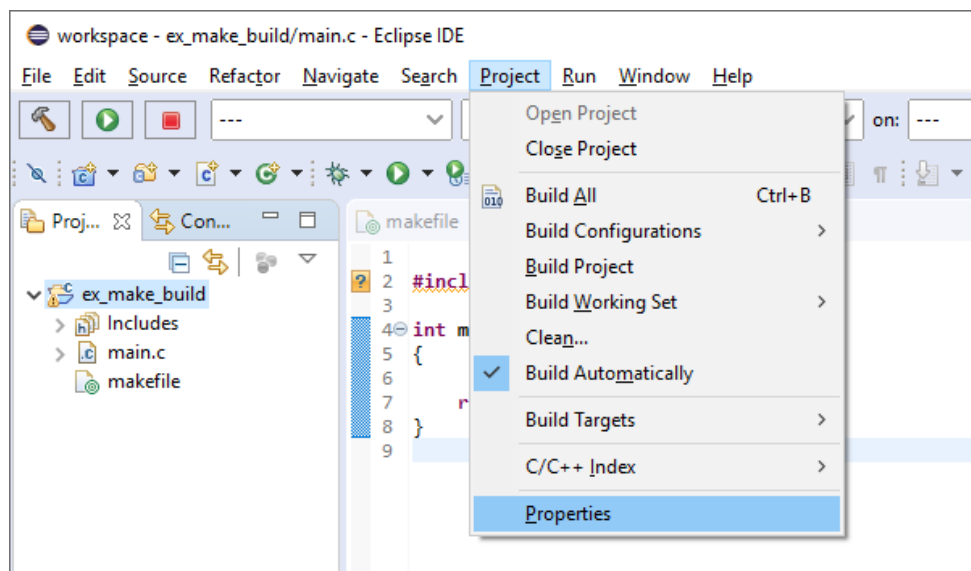 workspace - ex_make_build/main.c - Eclipse IDE
File Edit Source Refactor Navigate Search Project Run Window Help
--- on: ---
Open Project
Close Project
Build All Ctrl+B
Build Configurations
Build Project
Build Working Set
Clean...
Build Automatically
Build Targets
C/C++ Index
Properties
Proj... Con...
ex_make_build
Includes
main.c
makefile
makefile
1
2 #incl
3
4 int m
5 {
6
7 r
8 }
9